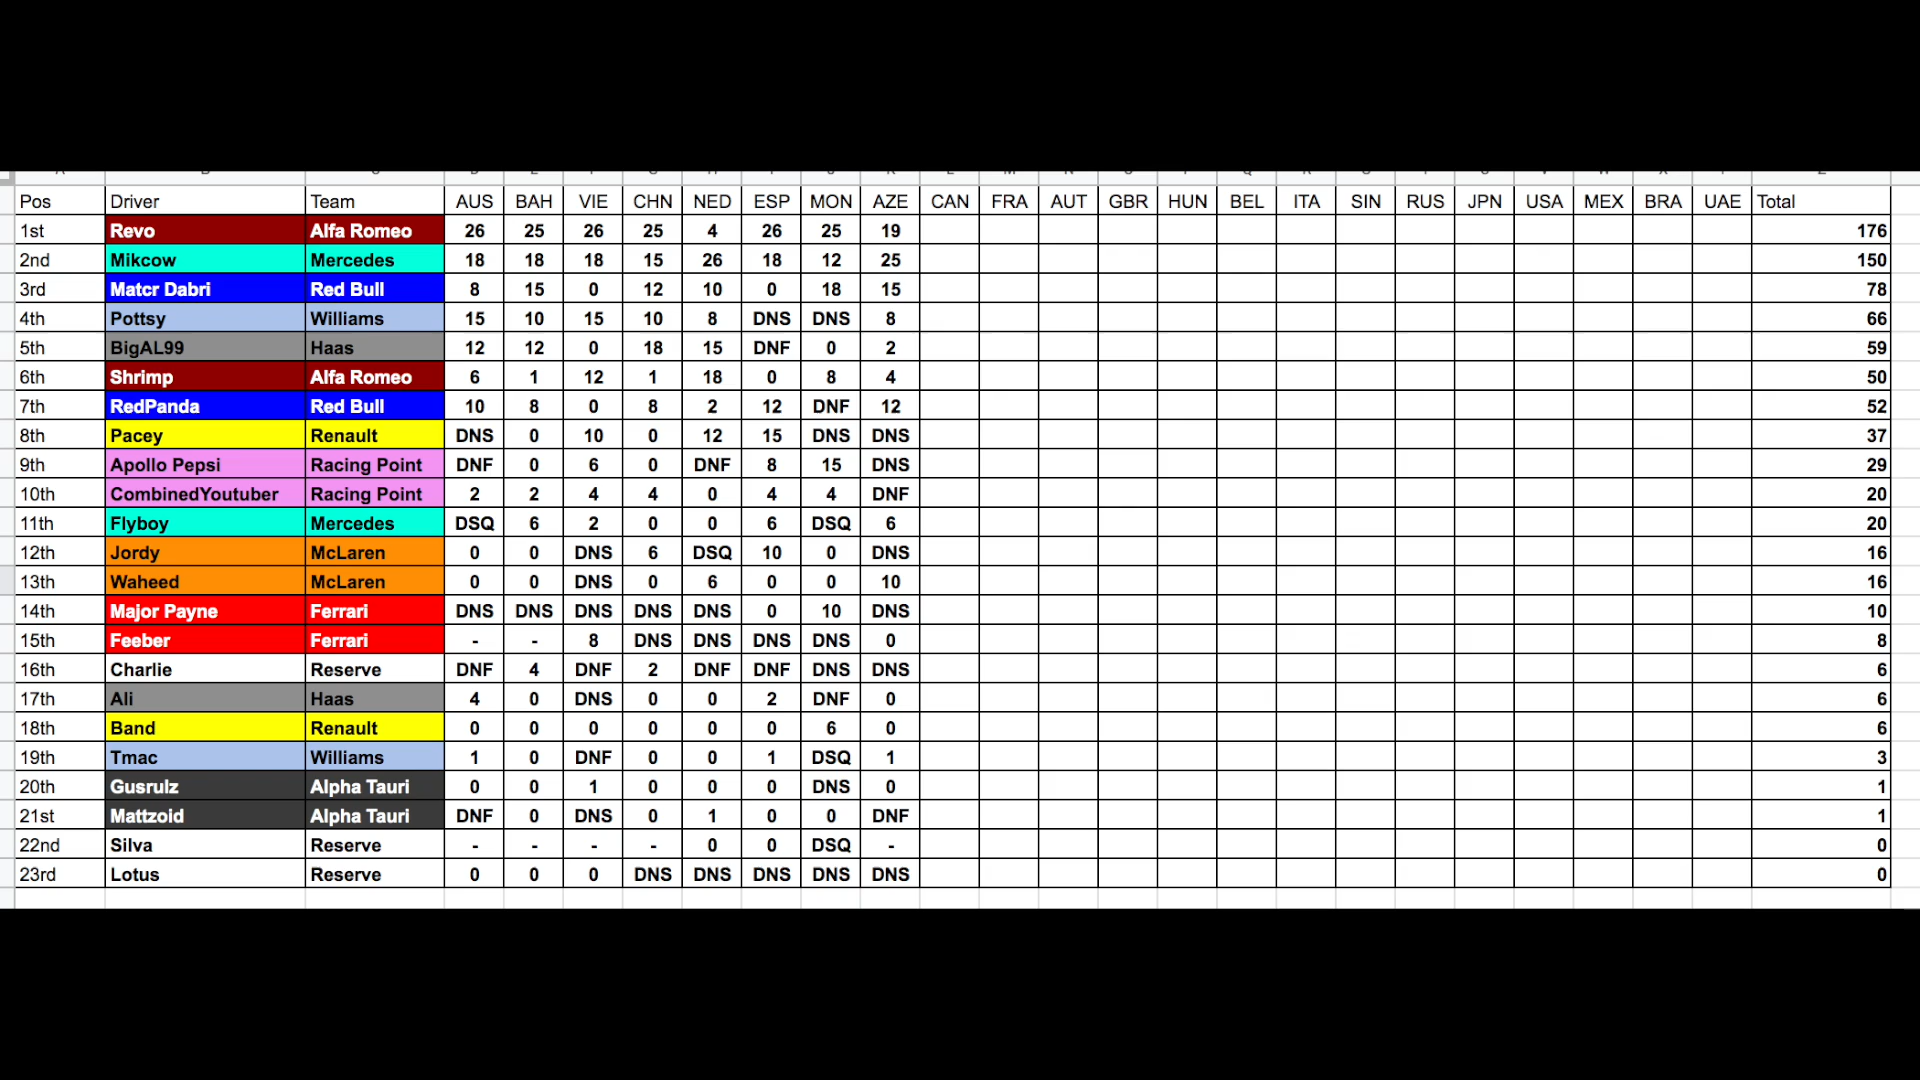 Pos Driver Team AUS BAH VIE CHN NED ESP MON AZE CAN FRA AUT GBR HUN BEL ITA SIN RUS JPN USA MEX BRA UAE Total
1st Revo Alfa Romeo 26 25 26 25 4 26 25 19 176
2nd Mikcow Mercedes 18 18 18 15 26 18 12 25 150
3rd Matcr Dabri Red Bull 8 15 0 12 10 0 18 15 78
4th Pottsy Williams 15 10 15 10 8 DNS DNS 8 66
5th BigAL99 Haas 12 12 0 18 15 DNF 0 2 59
6th Shrimp Alfa Romeo 6 1 12 1 18 0 8 4 50
7th RedPanda Red Bull 10 8 0 8 2 12 DNF 12 52
8th Pacey Renault DNS 0 10 0 12 15 DNS DNS 37
9th Apollo Pepsi Racing Point DNF 0 6 0 DNF 8 15 DNS 29
10th CombinedYoutuber Racing Point 2 2 4 4 0 4 4 DNF 20
11th Flyboy Mercedes DSQ 6 2 0 0 6 DSQ 6 20
12th Jordy McLaren 0 0 DNS 6 DSQ 10 0 DNS 16
13th Waheed McLaren 0 0 DNS 0 6 0 0 10 16
14th Major Payne Ferrari DNS DNS DNS DNS DNS 0 10 DNS 10
15th Feeber Ferrari - - 8 DNS DNS DNS DNS 0 8
16th Charlie Reserve DNF 4 DNF 2 DNF DNF DNS DNS 6
17th Ali Haas 4 0 DNS 0 0 2 DNF 0 6
18th Band Renault 0 0 0 0 0 0 6 0 6
19th Tmac Williams 1 0 DNF 0 0 1 DSQ 1 3
20th Gusrulz Alpha Tauri 0 0 1 0 0 0 DNS 0 1
21st Mattzoid Alpha Tauri DNF 0 DNS 0 1 0 0 DNF 1
22nd Silva Reserve - - - - 0 0 DSQ - 0
23rd Lotus Reserve 0 0 0 DNS DNS DNS DNS DNS 0